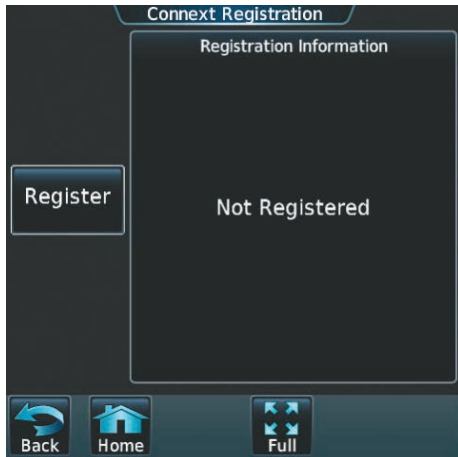 Connext Registration
Registration Information
Register
Not Registered
Back
Home
Full